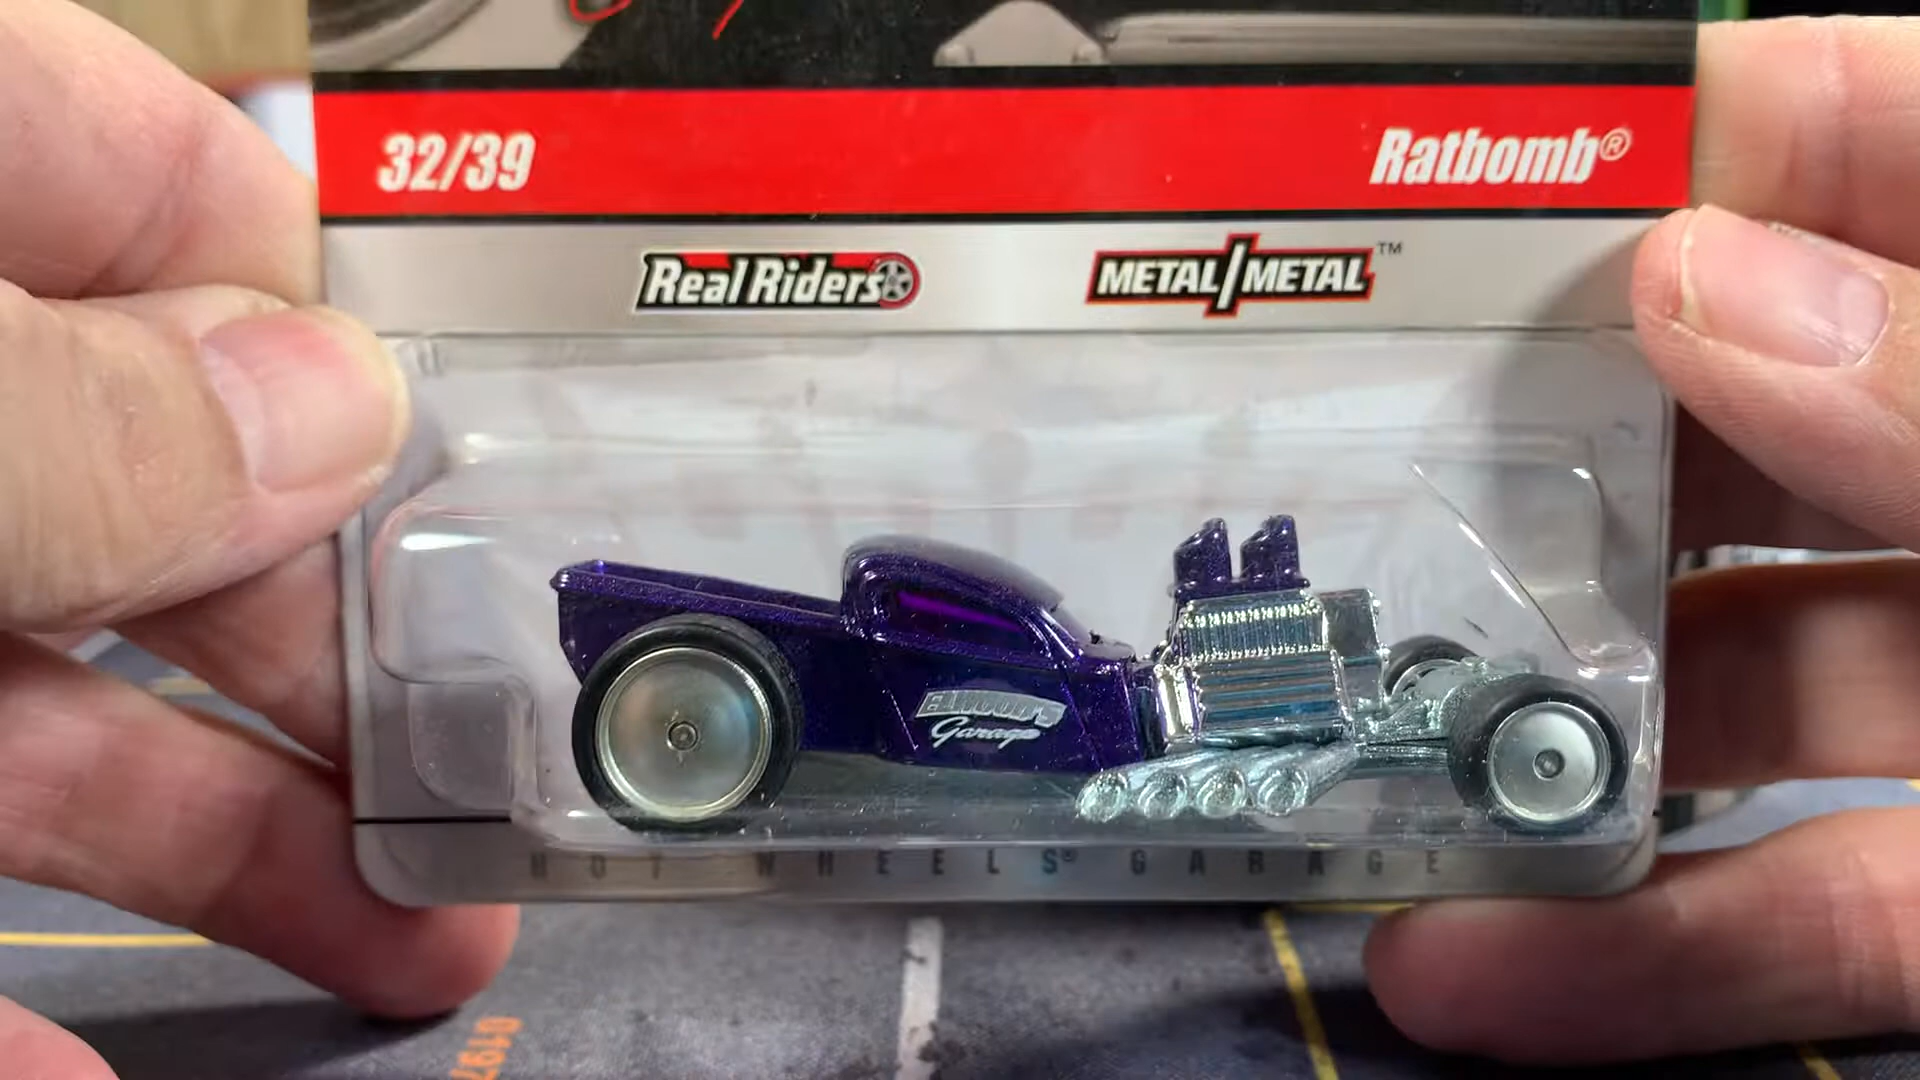 32/39
Ratbomb®
Real Riders
METAL/METAL™
Garage
HOT WHEELS® GARAGE